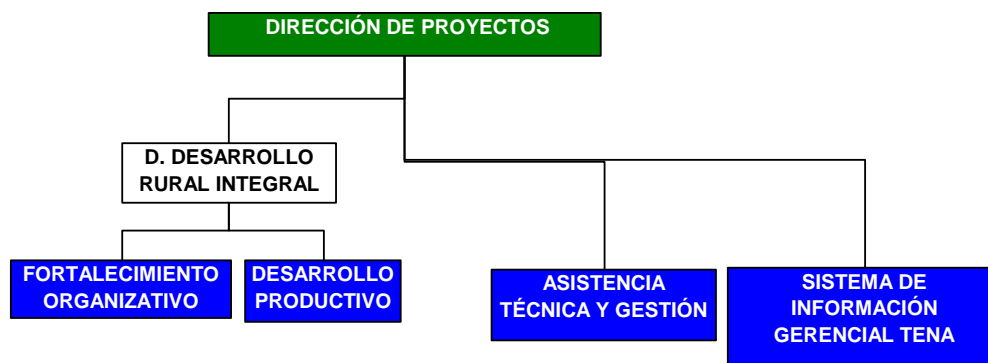 DIRECCIÓN DE PROYECTOS
D. DESARROLLO
RURAL INTEGRAL
FORTALECIMIENTO
ORGANIZATIVO
DESARROLLO
PRODUCTIVO
ASISTENCIA
TÉCNICA Y GESTIÓN
SISTEMA DE
INFORMACIÓN
GERENCIAL TENA